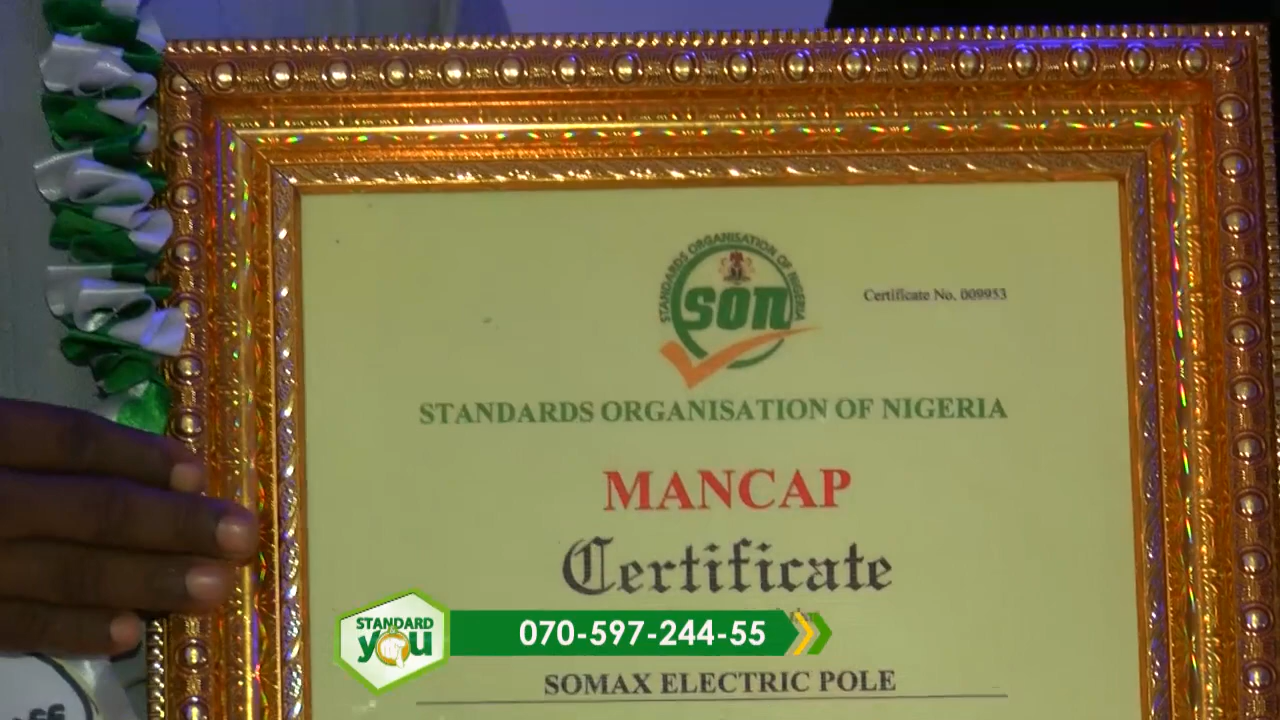 STANDARDS ORGANISATION OF NIGERIA
SON
Certificate No. 009953
STANDARDS ORGANISATION OF NIGERIA
MANCAP
Certificate
STANDARD
yOU
070-597-244-55
SOMAX ELECTRIC POLE